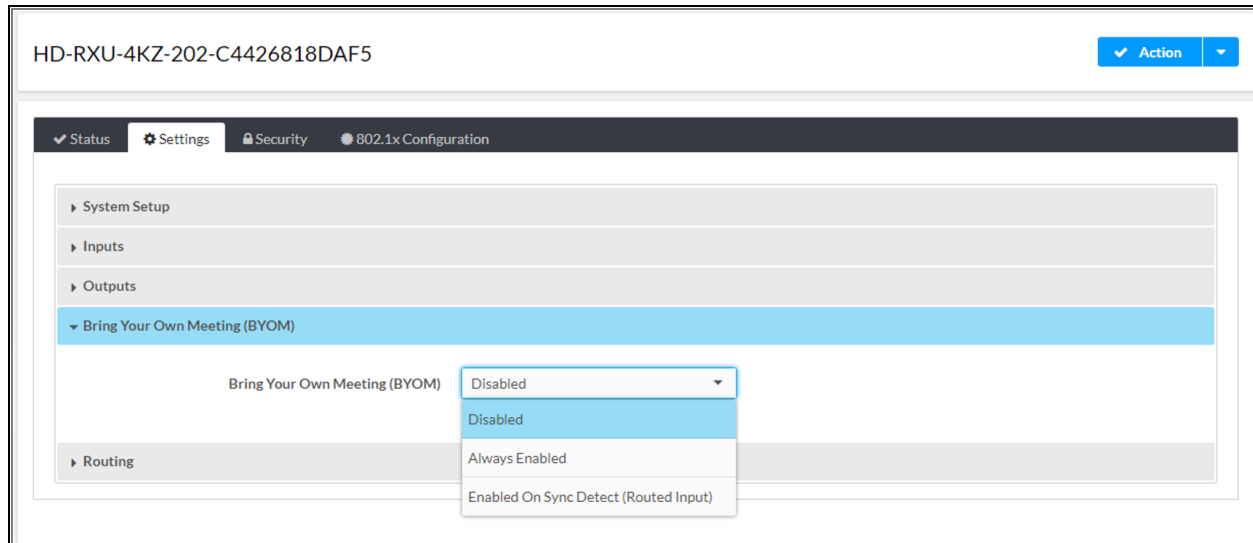 HD-RXU-4KZ-202-C4426818DAF5
Action
Status Settings Security 802.1x Configuration
System Setup
Inputs
Outputs
Bring Your Own Meeting (BYOM)
Bring Your Own Meeting (BYOM) Disabled
Disabled
Always Enabled
Enabled On Sync Detect (Routed Input)
Routing